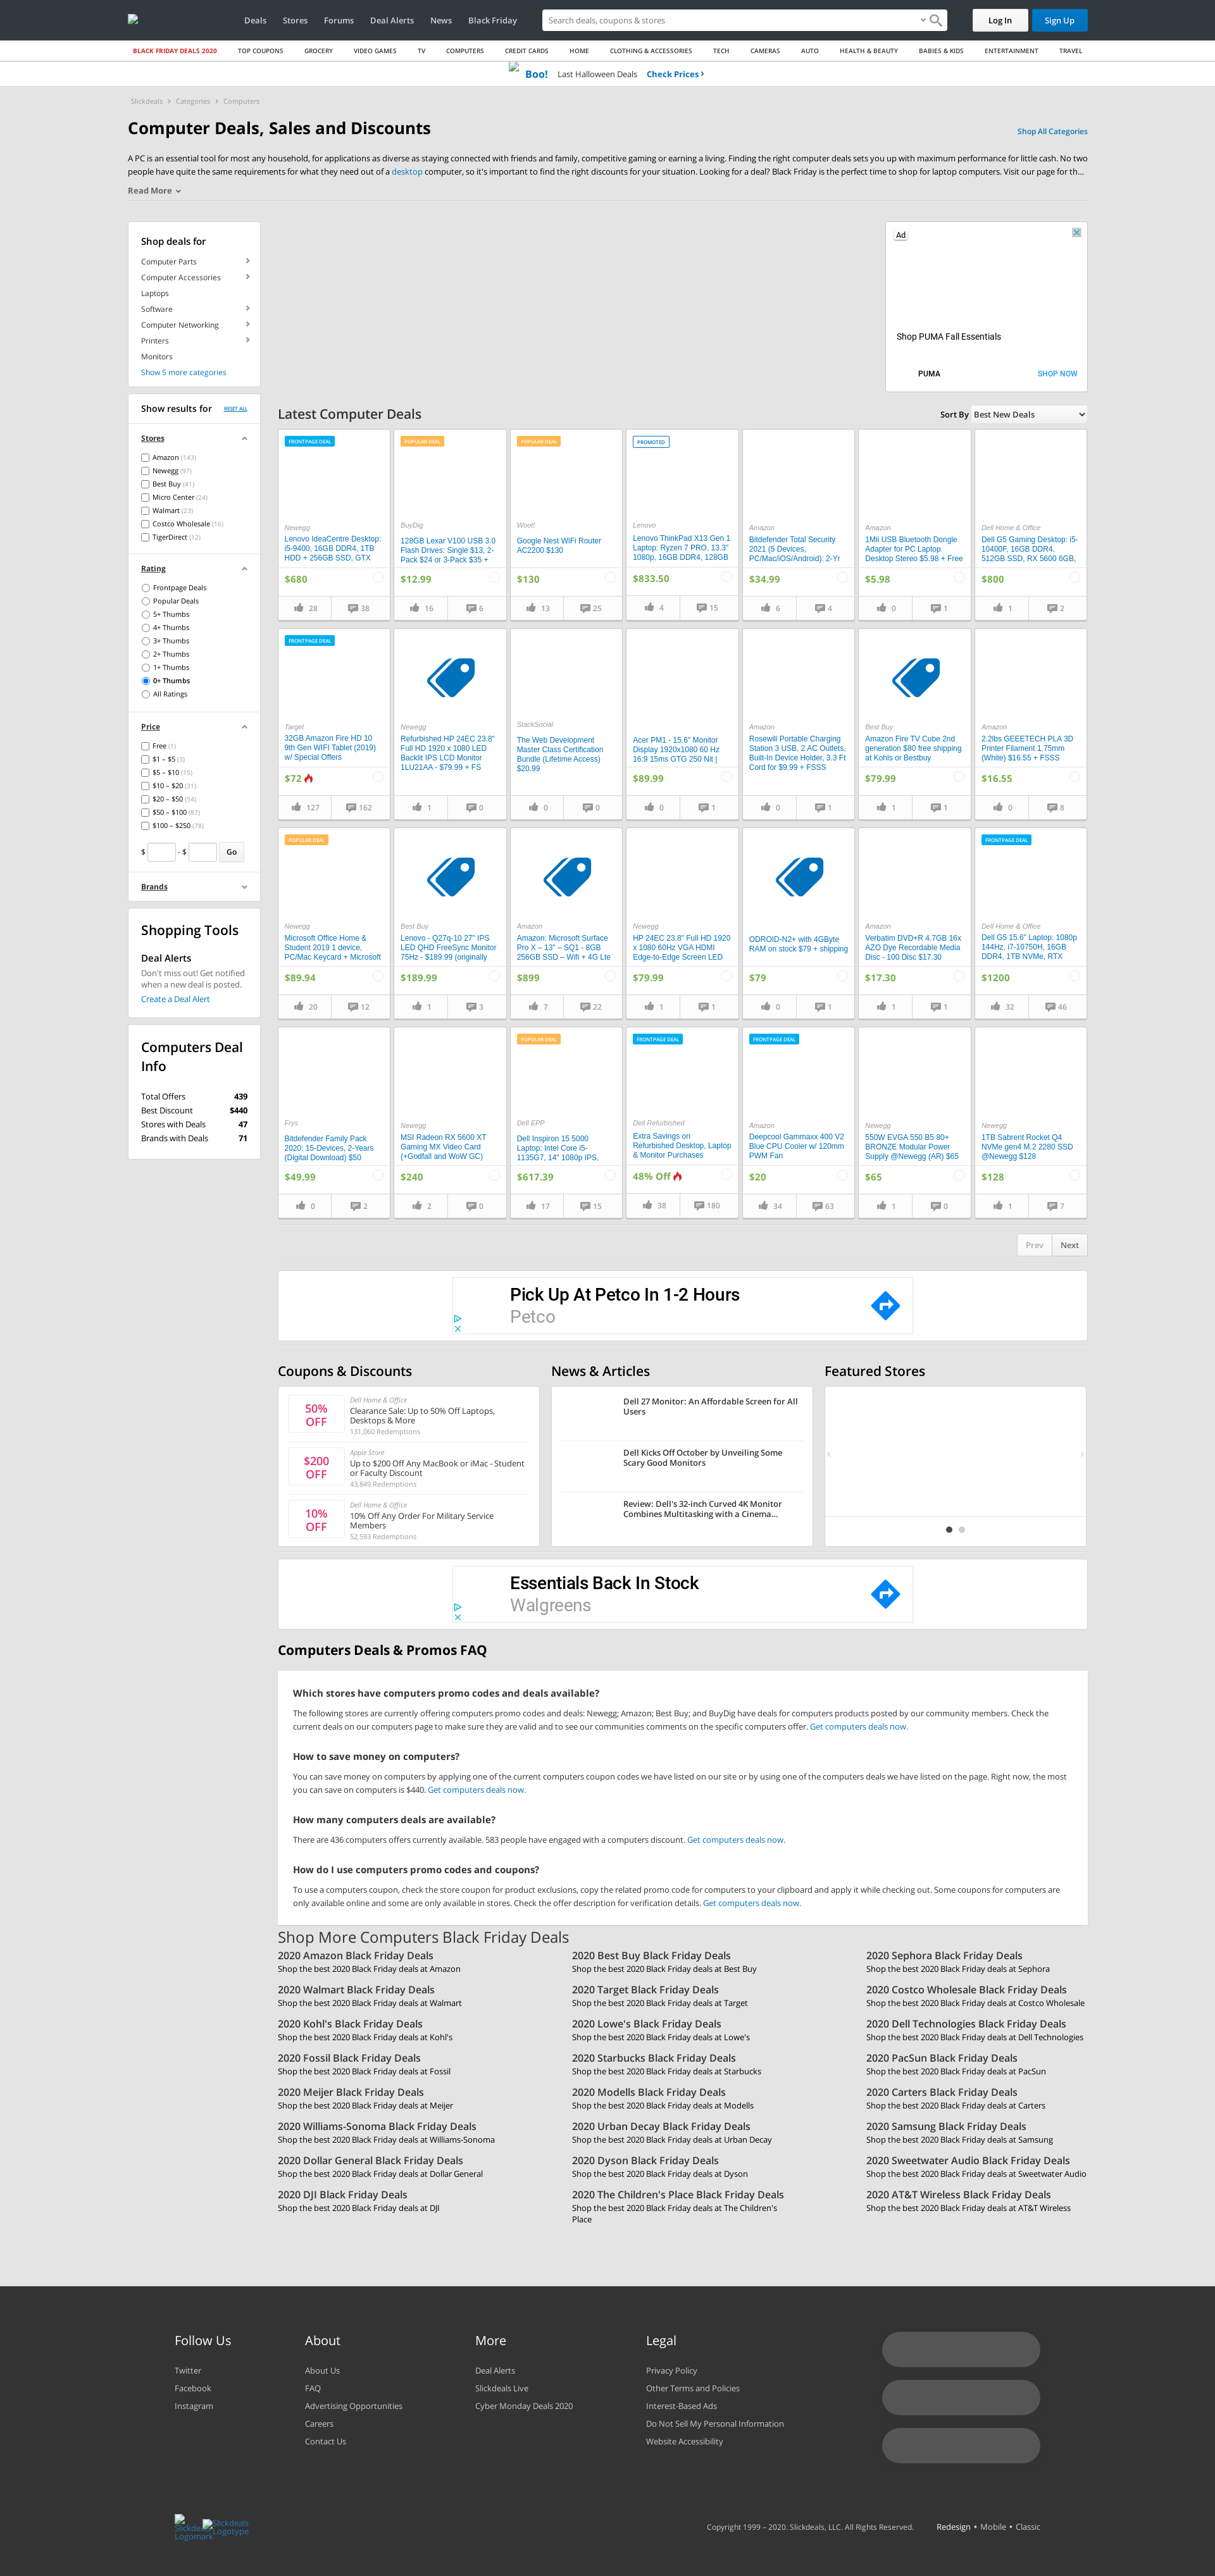 Deals Stores Forums Deal Alerts News Black Friday
Search deals, coupons & stores
Log In
Sign Up
BLACK FRIDAY DEALS 2020 TOP COUPONS GROCERY VIDEO GAMES TV COMPUTERS CREDIT CARDS HOME CLOTHING & ACCESSORIES TECH CAMERAS AUTO HEALTH & BEAUTY BABIES & KIDS ENTERTAINMENT TRAVEL
Boo! Last Halloween Deals Check Prices
Slickdeals Categories Computers
Computer Deals, Sales and Discounts
Shop All Categories
A PC is an essential tool for most any household, for applications as diverse as staying connected with friends and family, competitive gaming or earning a living. Finding the right computer deals sets you up with maximum performance for little cash. No two
people have quite the same requirements for what they need out of a desktop computer, so it's important to find the right discounts for your situation. Looking for a deal? Black Friday is the perfect time to shop for laptop computers. Visit our page for th...
Read More
Shop deals for
Computer Parts
Computer Accessories
Laptops
Software
Computer Networking
Printers
Monitors
Show 5 more categories
Show results for RESET ALL
Stores
Amazon (143)
Newegg (97)
Best Buy (41)
Micro Center (24)
Walmart (23)
Costco Wholesale (16)
TigerDirect (12)
Rating
Frontpage Deals
Popular Deals
5+ Thumbs
4+ Thumbs
3+ Thumbs
2+ Thumbs
1+ Thumbs
0+ Thumbs
All Ratings
Price
Free (1)
$1 – $5 (3)
$5 – $10 (15)
$10 – $20 (31)
$20 – $50 (54)
$50 – $100 (87)
$100 – $250 (78)
$ - $ Go
Brands
Shopping Tools
Deal Alerts
Don't miss out! Get notified
when a new deal is posted.
Create a Deal Alert
Computers Deal
Info
Total Offers 439
Best Discount $440
Stores with Deals 47
Brands with Deals 71
Ad
Shop PUMA Fall Essentials
PUMA SHOP NOW
Latest Computer Deals
Sort By Best New Deals
FRONTPAGE DEAL
Newegg
Lenovo IdeaCentre Desktop:
i5-9400, 16GB DDR4, 1TB
HDD + 256GB SSD, GTX
$680
28 38
POPULAR DEAL
BuyDig
128GB Lexar V100 USB 3.0
Flash Drives: Single $13, 2-
Pack $24 or 3-Pack $35 +
$12.99
16 6
POPULAR DEAL
Woot!
Google Nest WiFi Router
AC2200 $130
$130
13 25
PROMOTED
Lenovo
Lenovo ThinkPad X13 Gen 1
Laptop: Ryzen 7 PRO, 13.3"
1080p, 16GB DDR4, 128GB
$833.50
4 15
Amazon
Bitdefender Total Security
2021 (5 Devices,
PC/Mac/iOS/Android): 2-Yr
$34.99
6 4
Amazon
1Mii USB Bluetooth Dongle
Adapter for PC Laptop
Desktop Stereo $5.98 + Free
$5.98
0 1
Dell Home & Office
Dell G5 Gaming Desktop: i5-
10400F, 16GB DDR4,
512GB SSD, RX 5600 6GB,
$800
1 2
FRONTPAGE DEAL
Target
32GB Amazon Fire HD 10
9th Gen WIFI Tablet (2019)
w/ Special Offers
$72
127 162
Newegg
Refurbished HP 24EC 23.8"
Full HD 1920 x 1080 LED
Backlit IPS LCD Monitor
1LU21AA - $79.99 + FS
1 0
StackSocial
The Web Development
Master Class Certification
Bundle (Lifetime Access)
$20.99
0 0
Acer PM1 - 15.6" Monitor
Display 1920x1080 60 Hz
16:9 15ms GTG 250 Nit |
$89.99
0 1
Amazon
Rosewill Portable Charging
Station 3 USB, 2 AC Outlets,
Built-In Device Holder, 3.3 Ft
Cord for $9.99 + FSSS
0 1
Best Buy
Amazon Fire TV Cube 2nd
generation $80 free shipping
at Kohls or Bestbuy
$79.99
1 1
Amazon
2.2lbs GEEETECH PLA 3D
Printer Filament 1.75mm
(White) $16.55 + FSSS
$16.55
0 8
POPULAR DEAL
Newegg
Microsoft Office Home &
Student 2019 1 device,
PC/Mac Keycard + Microsoft
$89.94
20 12
Best Buy
Lenovo - Q27q-10 27" IPS
LED QHD FreeSync Monitor
75Hz - $189.99 (originally
$189.99
1 3
Amazon
Amazon: Microsoft Surface
Pro X – 13" – SQ1 - 8GB
256GB SSD – Wifi + 4G Lte
$899
7 22
Newegg
HP 24EC 23.8" Full HD 1920
x 1080 60Hz VGA HDMI
Edge-to-Edge Screen LED
$79.99
1 1
ODROID-N2+ with 4GByte
RAM on stock $79 + shipping
$79
0 1
Amazon
Verbatim DVD+R 4.7GB 16x
AZO Dye Recordable Media
Disc - 100 Disc $17.30
$17.30
1 1
FRONTPAGE DEAL
Dell Home & Office
Dell G5 15.6" Laptop: 1080p
144Hz, i7-10750H, 16GB
DDR4, 1TB NVMe, RTX
$1200
32 46
Frys
Bitdefender Family Pack
2020: 15-Devices, 2-Years
(Digital Download) $50
$49.99
0 2
Newegg
MSI Radeon RX 5600 XT
Gaming MX Video Card
(+Godfall and WoW GC)
$240
2 0
POPULAR DEAL
Dell EPP
Dell Inspiron 15 5000
Laptop: Intel Core i5-
1135G7, 14" 1080p IPS,
$617.39
17 15
FRONTPAGE DEAL
Dell Refurbished
Extra Savings on
Refurbished Desktop, Laptop
& Monitor Purchases
48% Off
38 180
FRONTPAGE DEAL
Amazon
Deepcool Gammaxx 400 V2
Blue CPU Cooler w/ 120mm
PWM Fan
$20
34 63
Newegg
550W EVGA 550 B5 80+
BRONZE Modular Power
Supply @Newegg (AR) $65
$65
1 0
Newegg
1TB Sabrent Rocket Q4
NVMe gen4 M.2 2280 SSD
@Newegg $128
$128
1 7
Prev Next
Pick Up At Petco In 1-2 Hours
Petco
Coupons & Discounts
50%
OFF
Dell Home & Office
Clearance Sale: Up to 50% Off Laptops,
Desktops & More
131,060 Redemptions
$200
OFF
Apple Store
Up to $200 Off Any MacBook or iMac - Student
or Faculty Discount
43,849 Redemptions
10%
OFF
Dell Home & Office
10% Off Any Order For Military Service
Members
52,593 Redemptions
News & Articles
Dell 27 Monitor: An Affordable Screen for All
Users
Dell Kicks Off October by Unveiling Some
Scary Good Monitors
Review: Dell's 32-inch Curved 4K Monitor
Combines Multitasking with a Cinema...
Featured Stores
Essentials Back In Stock
Walgreens
Computers Deals & Promos FAQ
Which stores have computers promo codes and deals available?
The following stores are currently offering computers promo codes and deals: Newegg; Amazon; Best Buy; and BuyDig have deals for computers products posted by our community members. Check the
current deals on our computers page to make sure they are valid and to see our communities comments on the specific computers offer. Get computers deals now.
How to save money on computers?
You can save money on computers by applying one of the current computers coupon codes we have listed on our site or by using one of the computers deals we have listed on the page. Right now, the most
you can save on computers is $440. Get computers deals now.
How many computers deals are available?
There are 436 computers offers currently available. 583 people have engaged with a computers discount. Get computers deals now.
How do I use computers promo codes and coupons?
To use a computers coupon, check the store coupon for product exclusions, copy the related promo code for computers to your clipboard and apply it while checking out. Some coupons for computers are
only available online and some are only available in stores. Check the offer description for verification details. Get computers deals now.
Shop More Computers Black Friday Deals
2020 Amazon Black Friday Deals
Shop the best 2020 Black Friday deals at Amazon
2020 Best Buy Black Friday Deals
Shop the best 2020 Black Friday deals at Best Buy
2020 Sephora Black Friday Deals
Shop the best 2020 Black Friday deals at Sephora
2020 Walmart Black Friday Deals
Shop the best 2020 Black Friday deals at Walmart
2020 Target Black Friday Deals
Shop the best 2020 Black Friday deals at Target
2020 Costco Wholesale Black Friday Deals
Shop the best 2020 Black Friday deals at Costco Wholesale
2020 Kohl's Black Friday Deals
Shop the best 2020 Black Friday deals at Kohl's
2020 Lowe's Black Friday Deals
Shop the best 2020 Black Friday deals at Lowe's
2020 Dell Technologies Black Friday Deals
Shop the best 2020 Black Friday deals at Dell Technologies
2020 Fossil Black Friday Deals
Shop the best 2020 Black Friday deals at Fossil
2020 Starbucks Black Friday Deals
Shop the best 2020 Black Friday deals at Starbucks
2020 PacSun Black Friday Deals
Shop the best 2020 Black Friday deals at PacSun
2020 Meijer Black Friday Deals
Shop the best 2020 Black Friday deals at Meijer
2020 Modells Black Friday Deals
Shop the best 2020 Black Friday deals at Modells
2020 Carters Black Friday Deals
Shop the best 2020 Black Friday deals at Carters
2020 Williams-Sonoma Black Friday Deals
Shop the best 2020 Black Friday deals at Williams-Sonoma
2020 Urban Decay Black Friday Deals
Shop the best 2020 Black Friday deals at Urban Decay
2020 Samsung Black Friday Deals
Shop the best 2020 Black Friday deals at Samsung
2020 Dollar General Black Friday Deals
Shop the best 2020 Black Friday deals at Dollar General
2020 Dyson Black Friday Deals
Shop the best 2020 Black Friday deals at Dyson
2020 Sweetwater Audio Black Friday Deals
Shop the best 2020 Black Friday deals at Sweetwater Audio
2020 DJI Black Friday Deals
Shop the best 2020 Black Friday deals at DJI
2020 The Children's Place Black Friday Deals
Shop the best 2020 Black Friday deals at The Children's
Place
2020 AT&T Wireless Black Friday Deals
Shop the best 2020 Black Friday deals at AT&T Wireless
Follow Us
Twitter
Facebook
Instagram
About
About Us
FAQ
Advertising Opportunities
Careers
Contact Us
More
Deal Alerts
Slickdeals Live
Cyber Monday Deals 2020
Legal
Privacy Policy
Other Terms and Policies
Interest-Based Ads
Do Not Sell My Personal Information
Website Accessibility
Slickdeals
Logomark
Slickdeals
Logotype
Copyright 1999 – 2020. Slickdeals, LLC. All Rights Reserved. Redesign • Mobile • Classic